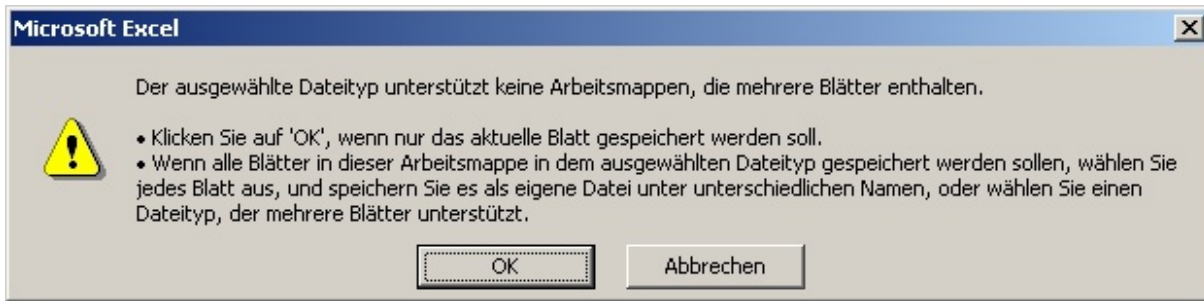 Microsoft Excel
Der ausgewählte Dateityp unterstützt keine Arbeitsmappen, die mehrere Blätter enthalten.
• Klicken Sie auf 'OK', wenn nur das aktuelle Blatt gespeichert werden soll.
• Wenn alle Blätter in dieser Arbeitsmappe in dem ausgewählten Dateityp gespeichert werden sollen, wählen Sie
jedes Blatt aus, und speichern Sie es als eigene Datei unter unterschiedlichen Namen, oder wählen Sie einen
Dateityp, der mehrere Blätter unterstützt.
OK
Abbrechen